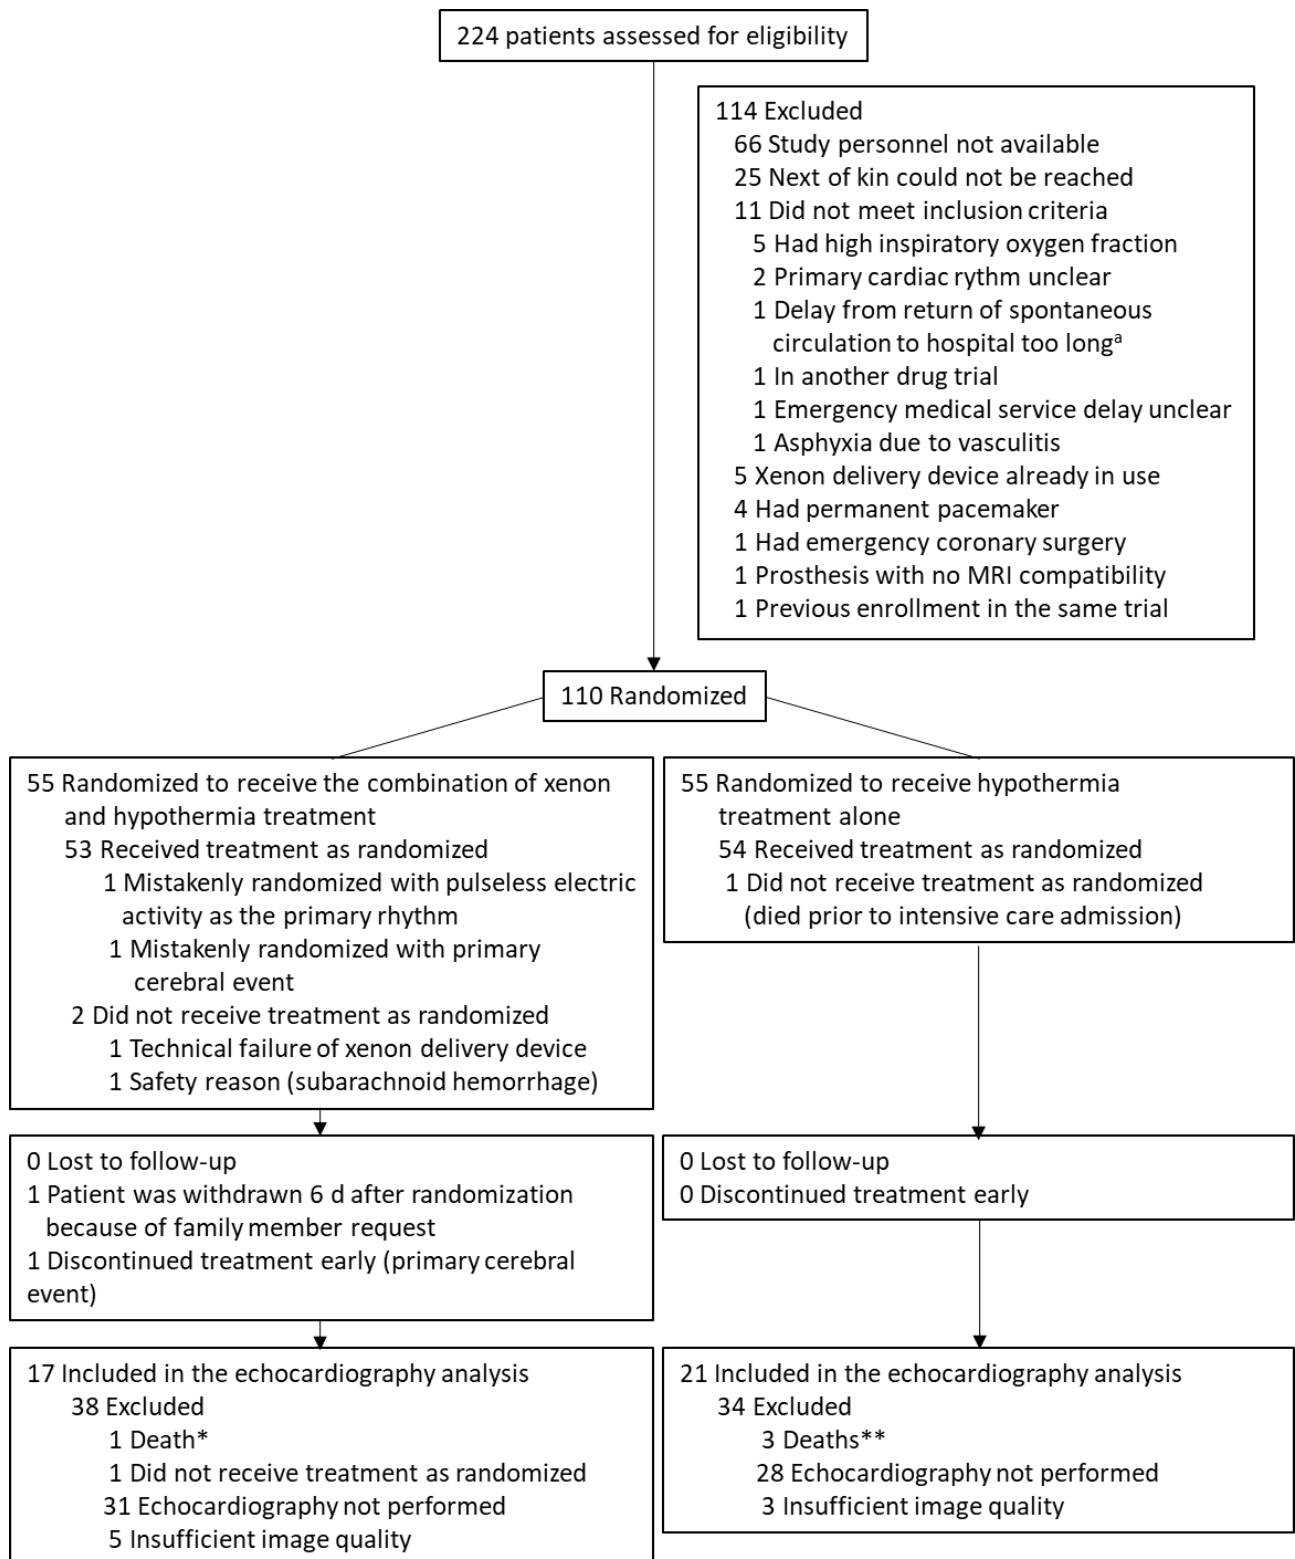 224 patients assessed for eligibility
114 Excluded
66 Study personnel not available
25 Next of kin could not be reached
11 Did not meet inclusion criteria
5 Had high inspiratory oxygen fraction
2 Primary cardiac rythm unclear
1 Delay from return of spontaneous
circulation to hospital too longᵃ
1 In another drug trial
1 Emergency medical service delay unclear
1 Asphyxia due to vasculitis
5 Xenon delivery device already in use
4 Had permanent pacemaker
1 Had emergency coronary surgery
1 Prosthesis with no MRI compatibility
1 Previous enrollment in the same trial
110 Randomized
55 Randomized to receive the combination of xenon
and hypothermia treatment
53 Received treatment as randomized
1 Mistakenly randomized with pulseless electric
activity as the primary rhythm
1 Mistakenly randomized with primary
cerebral event
2 Did not receive treatment as randomized
1 Technical failure of xenon delivery device
1 Safety reason (subarachnoid hemorrhage)
55 Randomized to receive hypothermia
treatment alone
54 Received treatment as randomized
1 Did not receive treatment as randomized
(died prior to intensive care admission)
0 Lost to follow-up
1 Patient was withdrawn 6 d after randomization
because of family member request
1 Discontinued treatment early (primary cerebral
event)
0 Lost to follow-up
0 Discontinued treatment early
17 Included in the echocardiography analysis
38 Excluded
1 Death*
1 Did not receive treatment as randomized
31 Echocardiography not performed
5 Insufficient image quality
21 Included in the echocardiography analysis
34 Excluded
3 Deaths**
28 Echocardiography not performed
3 Insufficient image quality